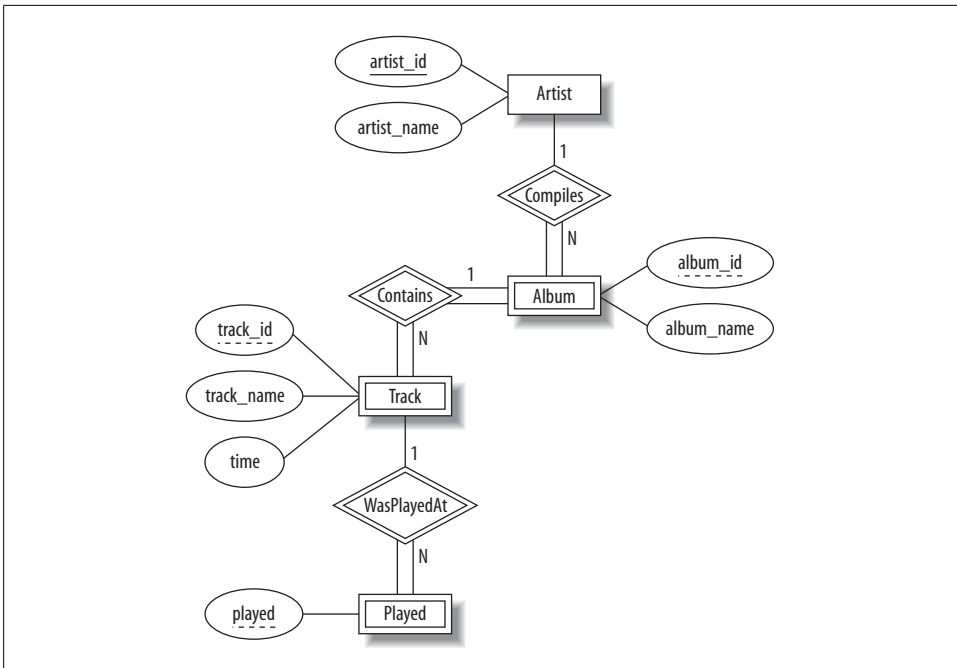 artist_id
Artist
artist_name
1
Compiles
N
album_id
1
Contains
Album
album_name
N
track_id
track_name
Track
time
1
WasPlayedAt
N
played
Played